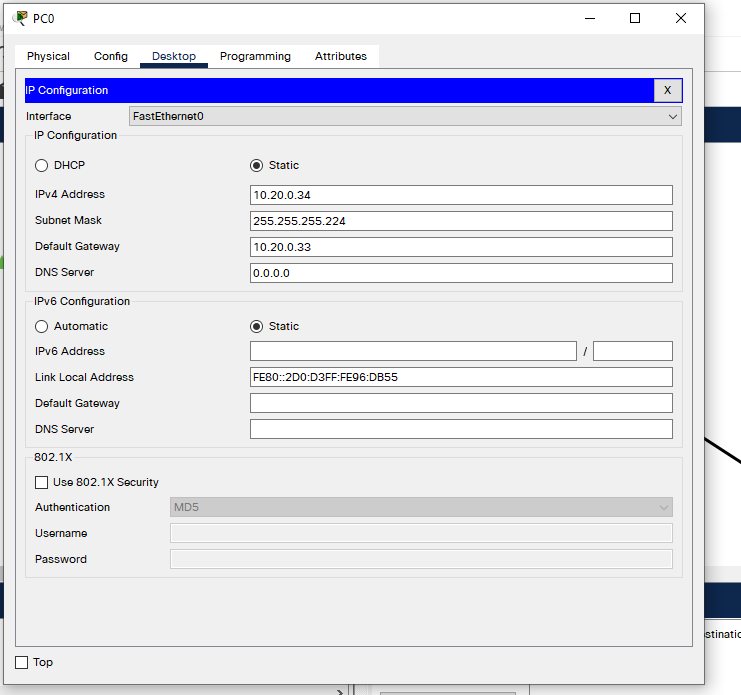 PC0
Physical Config Desktop Programming Attributes
IP Configuration X
Interface FastEthernet0
IP Configuration
DHCP Static
IPv4 Address 10.20.0.34
Subnet Mask 255.255.255.224
Default Gateway 10.20.0.33
DNS Server 0.0.0.0
IPv6 Configuration
Automatic Static
IPv6 Address /
Link Local Address FE80::2D0:D3FF:FE96:DB55
Default Gateway
DNS Server
802.1X
Use 802.1X Security
Authentication MD5
Username
Password
Top